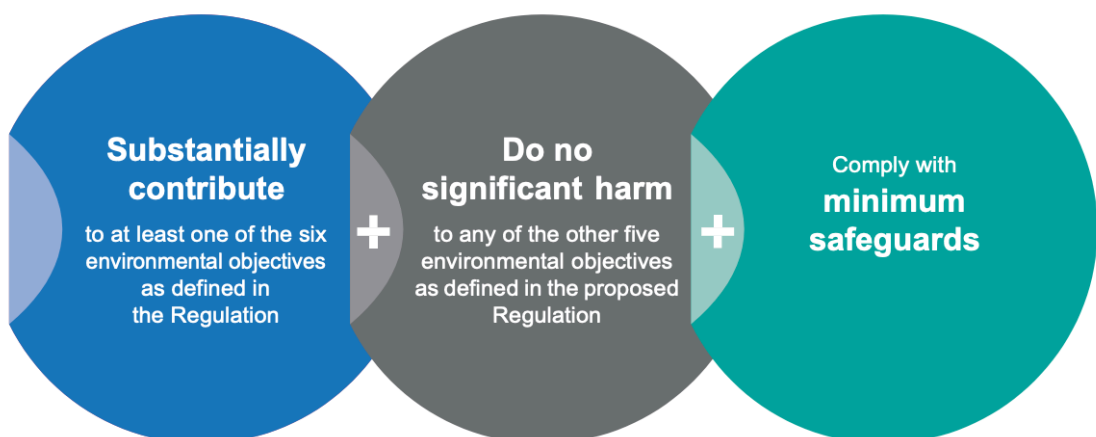 Substantially
contribute
to at least one of the six
environmental objectives
as defined in
the Regulation
+
Do no
significant harm
to any of the other five
environmental objectives
as defined in the proposed
Regulation
+
Comply with
minimum
safeguards